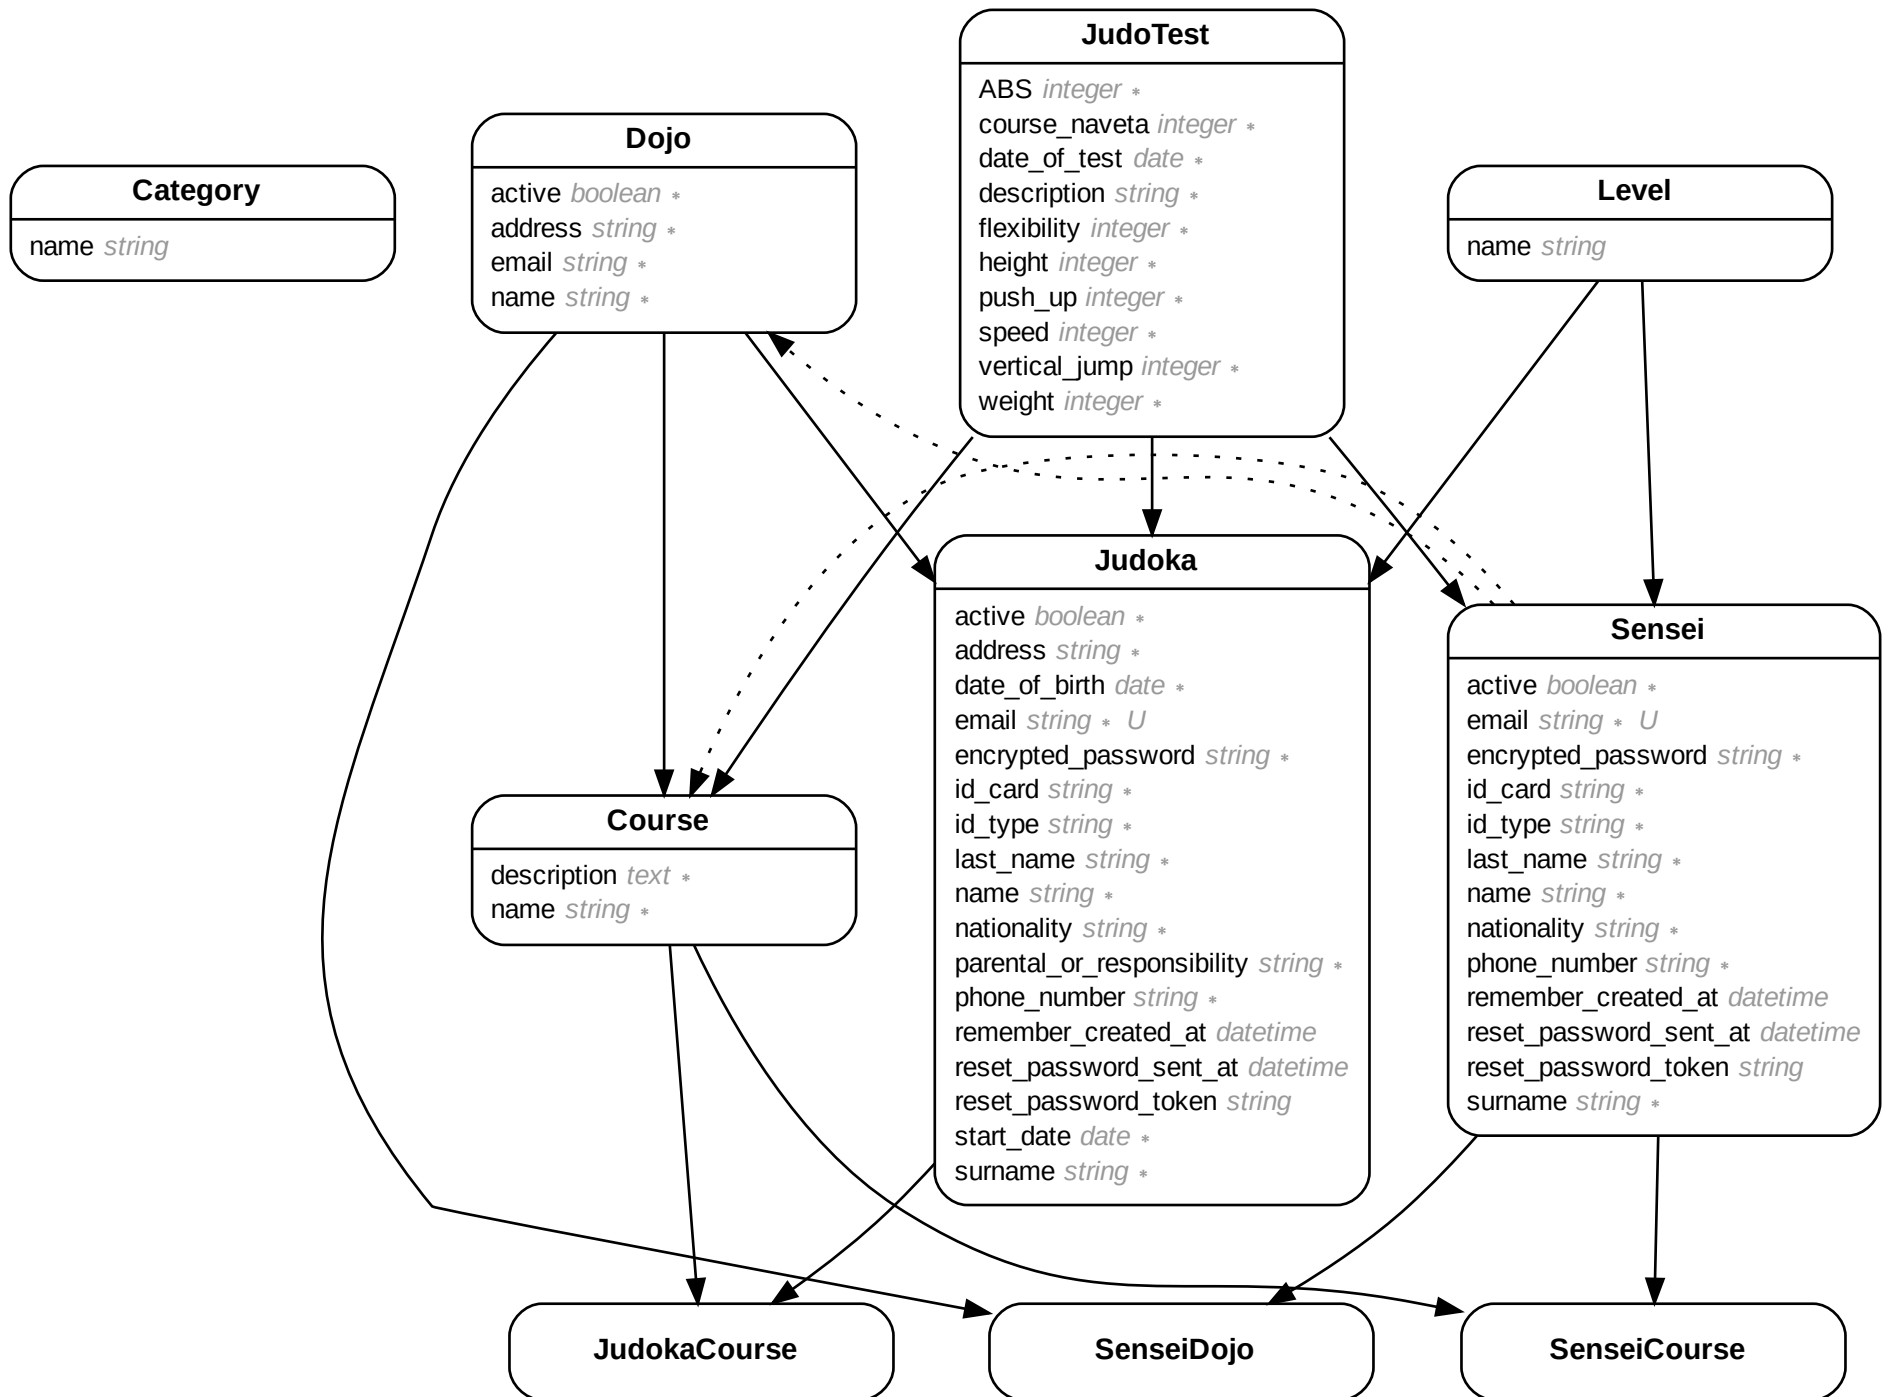 JudoTest
ABS integer *
course_naveta integer *
date_of_test date *
description string *
flexibility integer *
height integer *
push_up integer *
speed integer *
vertical_jump integer *
weight integer *
Dojo
active boolean *
address string *
email string *
name string *
Category
name string
Level
name string
Judoka
active boolean *
address string *
date_of_birth date *
email string * U
encrypted_password string *
id_card string *
id_type string *
last_name string *
name string *
nationality string *
parental_or_responsibility string *
phone_number string *
remember_created_at datetime
reset_password_sent_at datetime
reset_password_token string
start_date date *
surname string *
Sensei
active boolean *
email string * U
encrypted_password string *
id_card string *
id_type string *
last_name string *
name string *
nationality string *
phone_number string *
remember_created_at datetime
reset_password_sent_at datetime
reset_password_token string
surname string *
Course
description text *
name string *
JudokaCourse
SenseiDojo
SenseiCourse